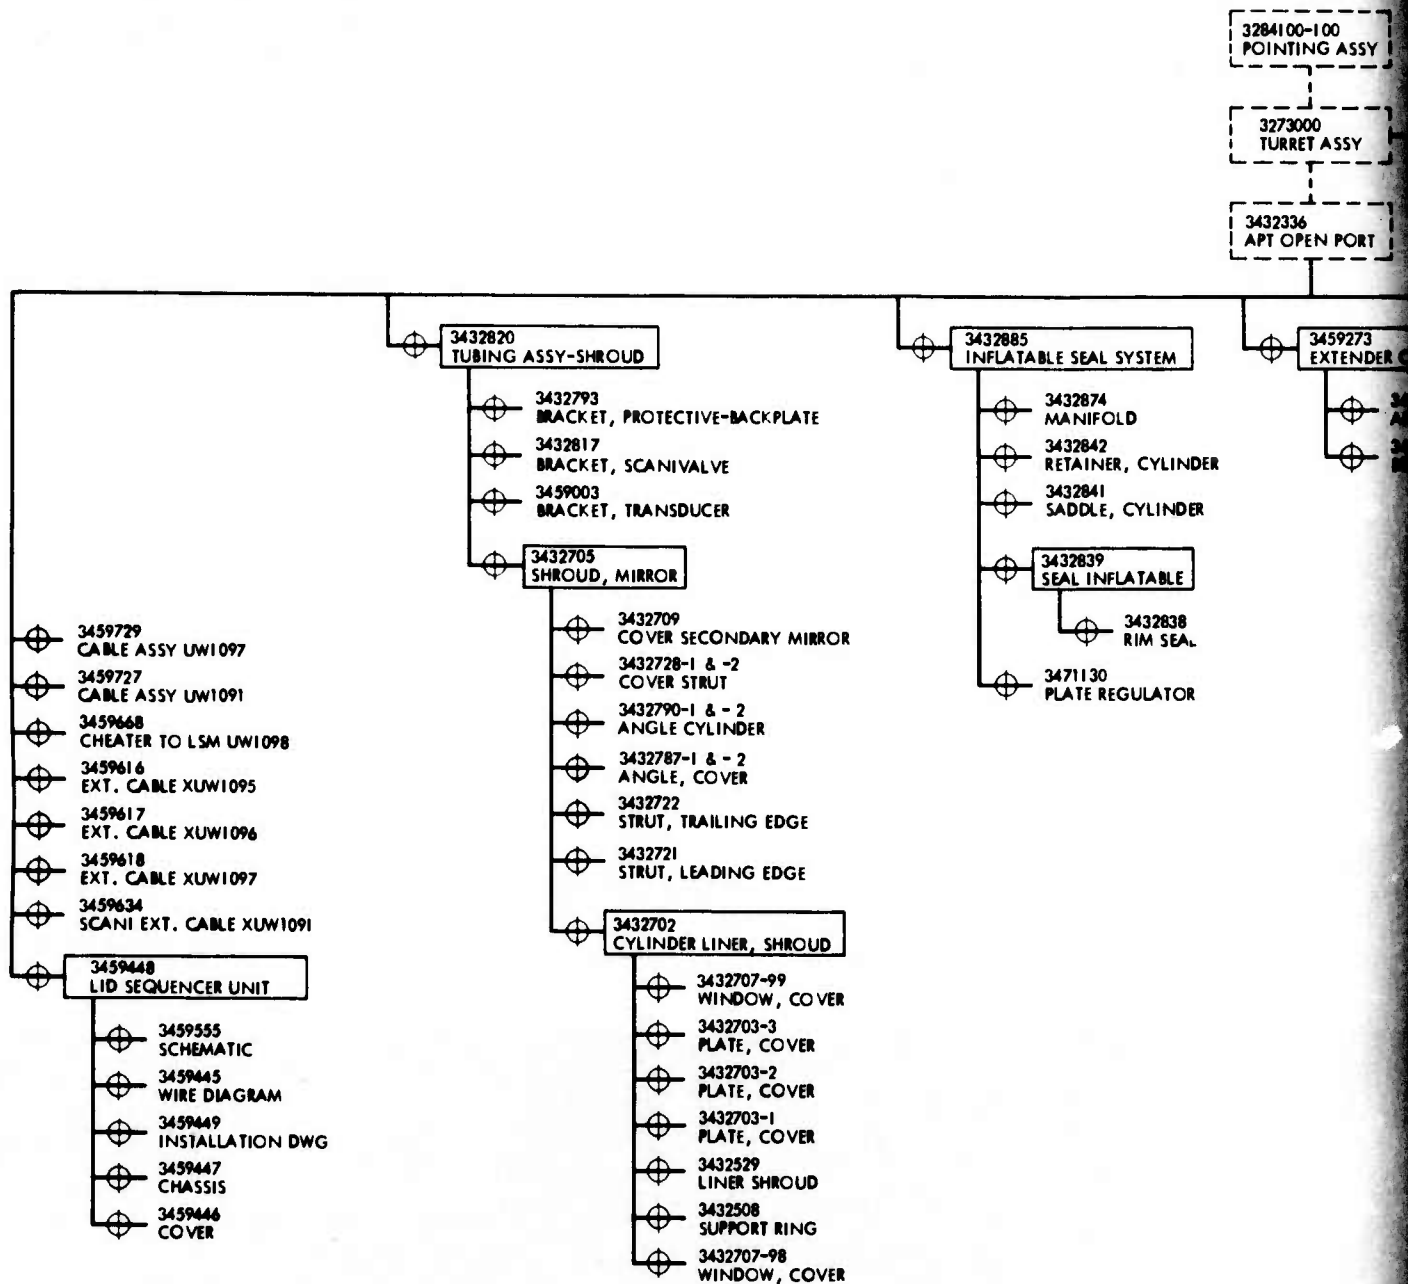 3284100-100
POINTING ASSY
3273000
TURRET ASSY
3432336
APT OPEN PORT
3432820
TUBING ASSY-SHROUD
3432793
BRACKET, PROTECTIVE-BACKPLATE
3432817
BRACKET, SCANIVALVE
3459003
BRACKET, TRANSDUCER
3432705
SHROUD, MIRROR
3432709
COVER SECONDARY MIRROR
3432728-1 & -2
COVER STRUT
3432790-1 & -2
ANGLE CYLINDER
3432787-1 & -2
ANGLE, COVER
3432722
STRUT, TRAILING EDGE
3432721
STRUT, LEADING EDGE
3432702
CYLINDER LINER, SHROUD
3432707-99
WINDOW, COVER
3432703-3
PLATE, COVER
3432703-2
PLATE, COVER
3432703-1
PLATE, COVER
3432529
LINER SHROUD
3432508
SUPPORT RING
3432707-98
WINDOW, COVER
3432885
INFLATABLE SEAL SYSTEM
3432874
MANIFOLD
3432842
RETAINER, CYLINDER
3432841
SADDLE, CYLINDER
3432839
SEAL INFLATABLE
3432838
RIM SEAL
3471130
PLATE REGULATOR
3459273
EXTENDER
3459729
CABLE ASSY UW1097
3459727
CABLE ASSY UW1091
3459668
CHEATER TO LSM UW1098
3459616
EXT. CABLE XUW1095
3459617
EXT. CABLE XUW1096
3459618
EXT. CABLE XUW1097
3459634
SCANI EXT. CABLE XUW1091
3459448
LID SEQUENCER UNIT
3459555
SCHEMATIC
3459445
WIRE DIAGRAM
3459449
INSTALLATION DWG
3459447
CHASSIS
3459446
COVER